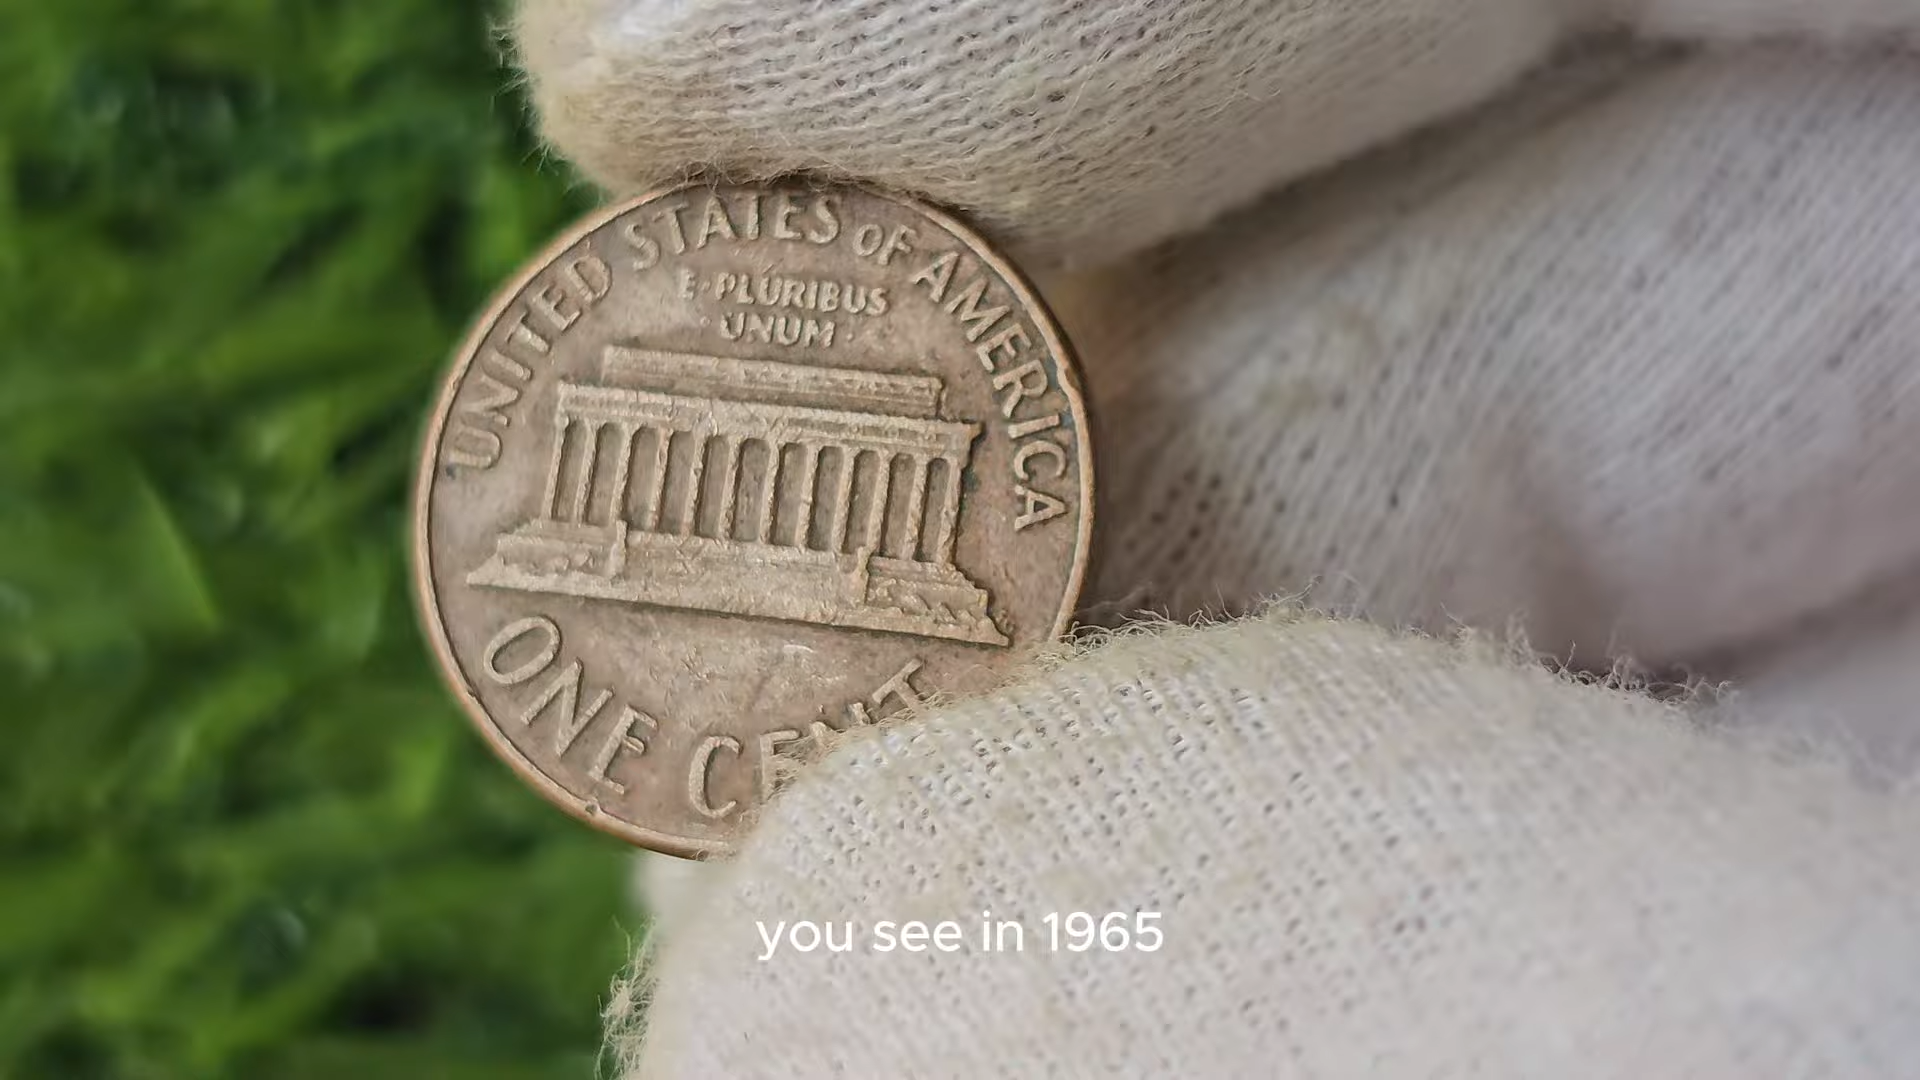 UNITED STATES OF AMERICA
E·PLURIBUS
UNUM·
ONE CENT
you see in 1965